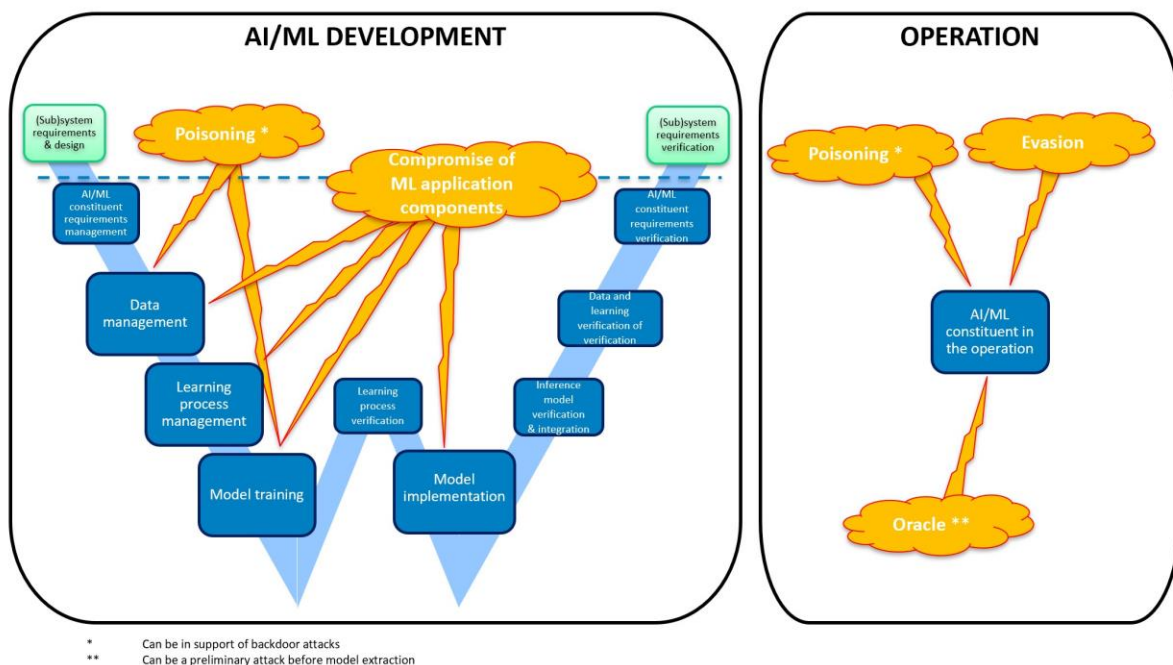 AI/ML DEVELOPMENT
(Sub)system
requirements
& design
Poisoning *
Compromise of
ML application
components
(Sub)system
requirements
verification
AI/ML
constituent
requirements
management
AI/ML
constituent
requirements
verification
Data
management
Data and
learning
verification of
verification
Learning
process
management
Learning
process
verification
Inference
model
verification
& integration
Model training
Model
implementation
OPERATION
Poisoning *
Evasion
AI/ML
constituent in
the operation
Oracle **
* Can be in support of backdoor attacks
** Can be a preliminary attack before model extraction